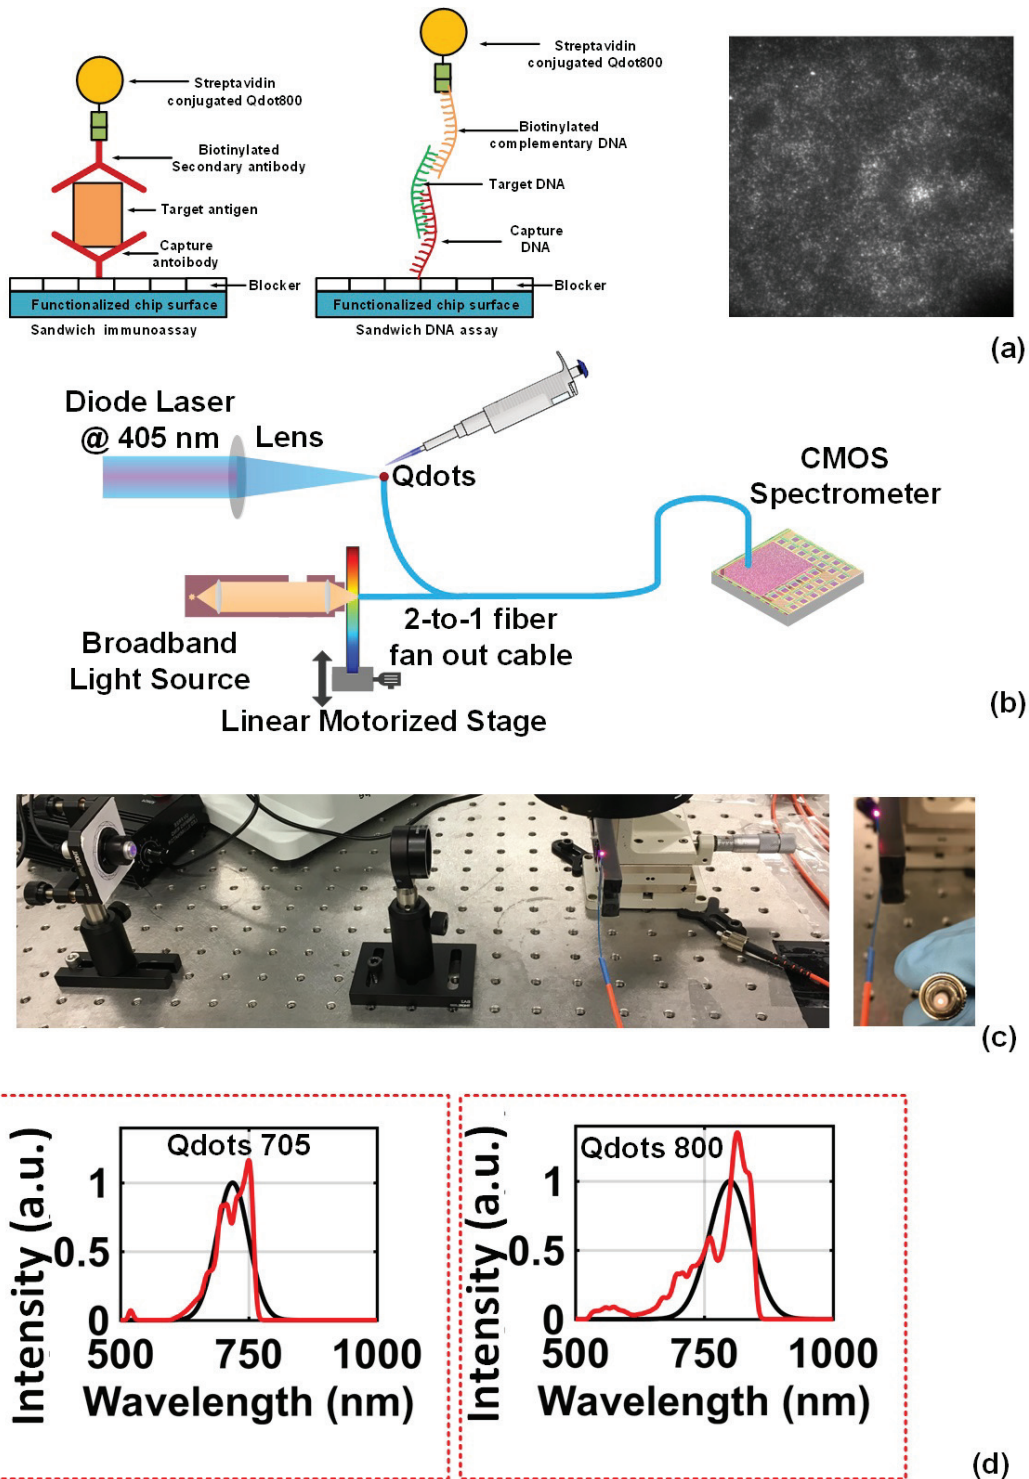 Streptavidin
conjugated Qdot800
Biotinylated
Secondary antibody
Target antigen
Capture
antoibody
Blocker
Functionalized chip surface
Sandwich immunoassay
Streptavidin
conjugated Qdot800
Biotinylated
complementary DNA
Target DNA
Capture
DNA
Blocker
Functionalized chip surface
Sandwich DNA assay
(a)
Diode Laser
@ 405 nm
Lens
Qdots
CMOS
Spectrometer
Broadband
Light Source
2-to-1 fiber
fan out cable
Linear Motorized Stage
(b)
(c)
Intensity (a.u.)
Qdots 705
1
0.5
0
500
750
1000
Wavelength (nm)
Intensity (a.u.)
Qdots 800
1
0.5
0
500
750
1000
Wavelength (nm)
(d)